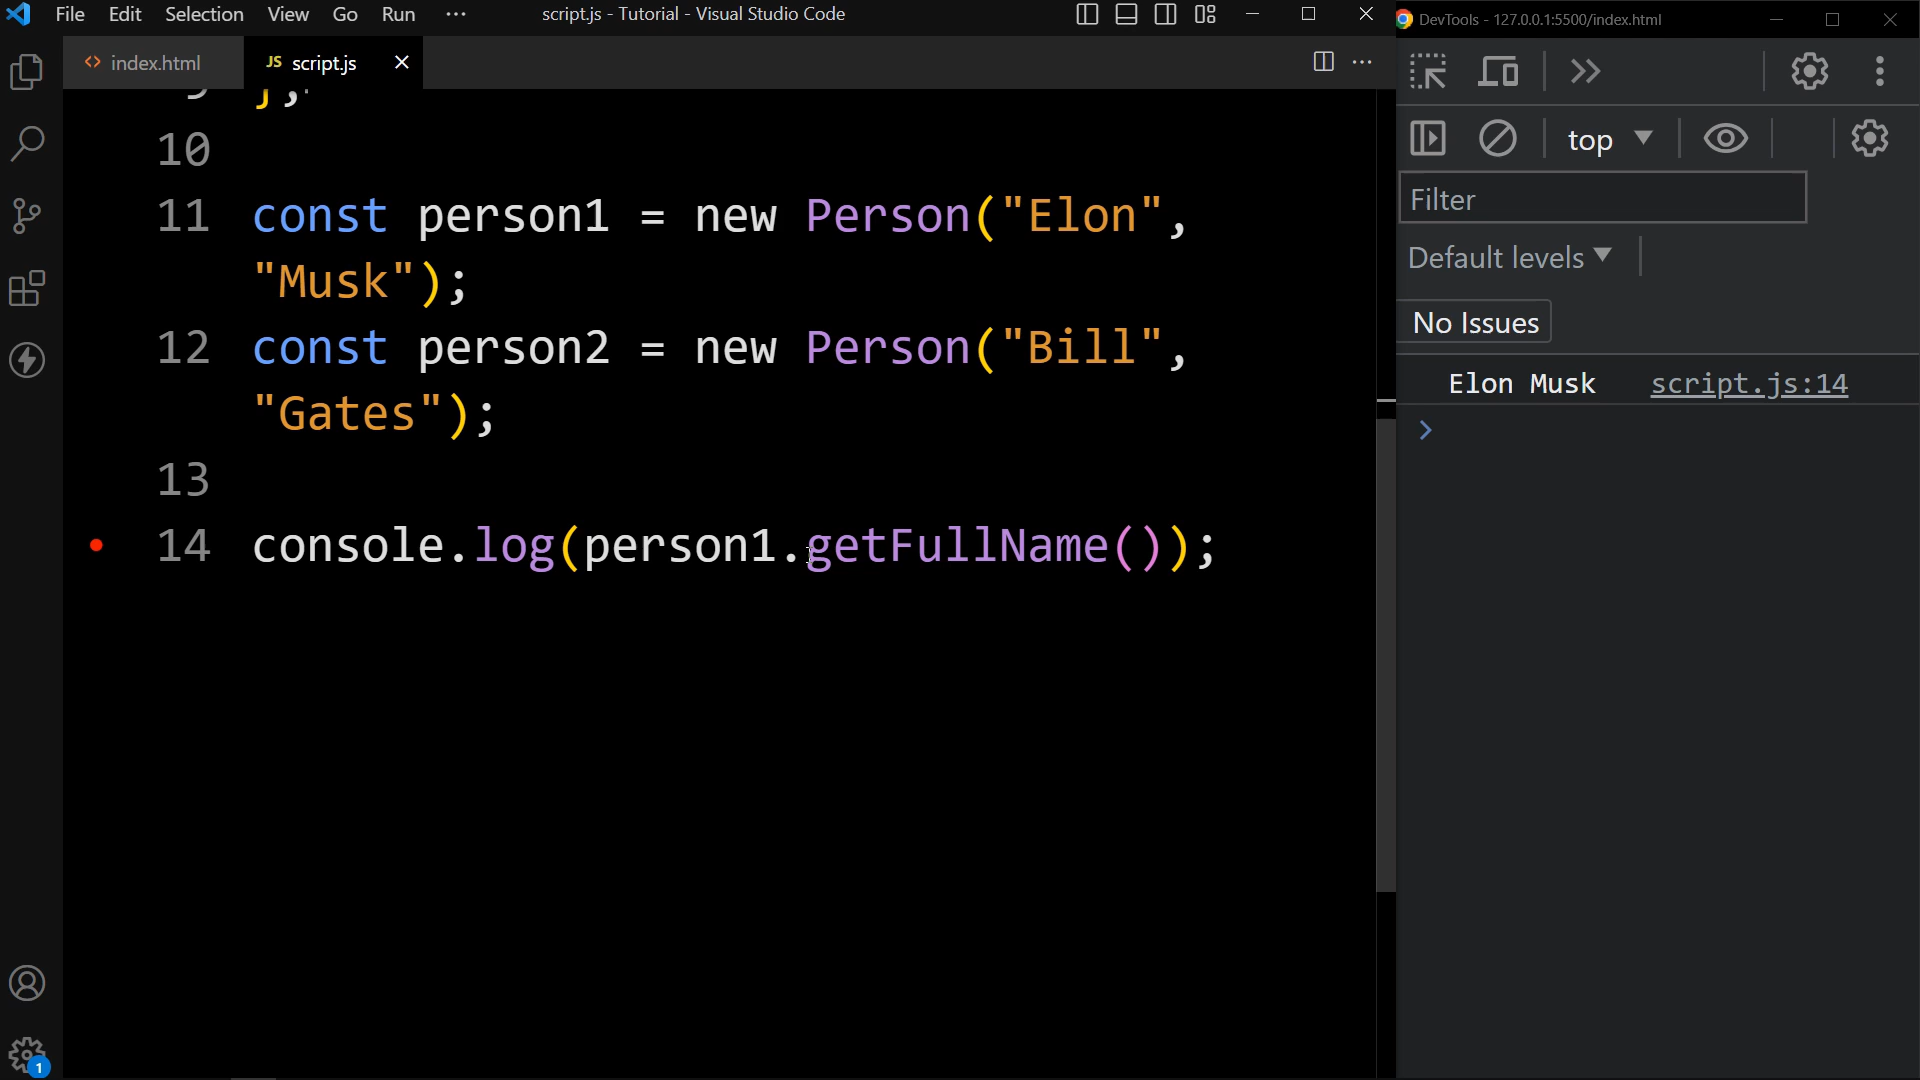 File Edit Selection View Go Run ··· script.js - Tutorial - Visual Studio Code
DevTools - 127.0.0.1:5500/index.html
<> index.html JS script.js
9 };
10
11 const person1 = new Person("Elon",
"Musk");
12 const person2 = new Person("Bill",
"Gates");
13
14 console.log(person1.getFullName());
1
top
Filter
Default levels
No Issues
Elon Musk script.js:14